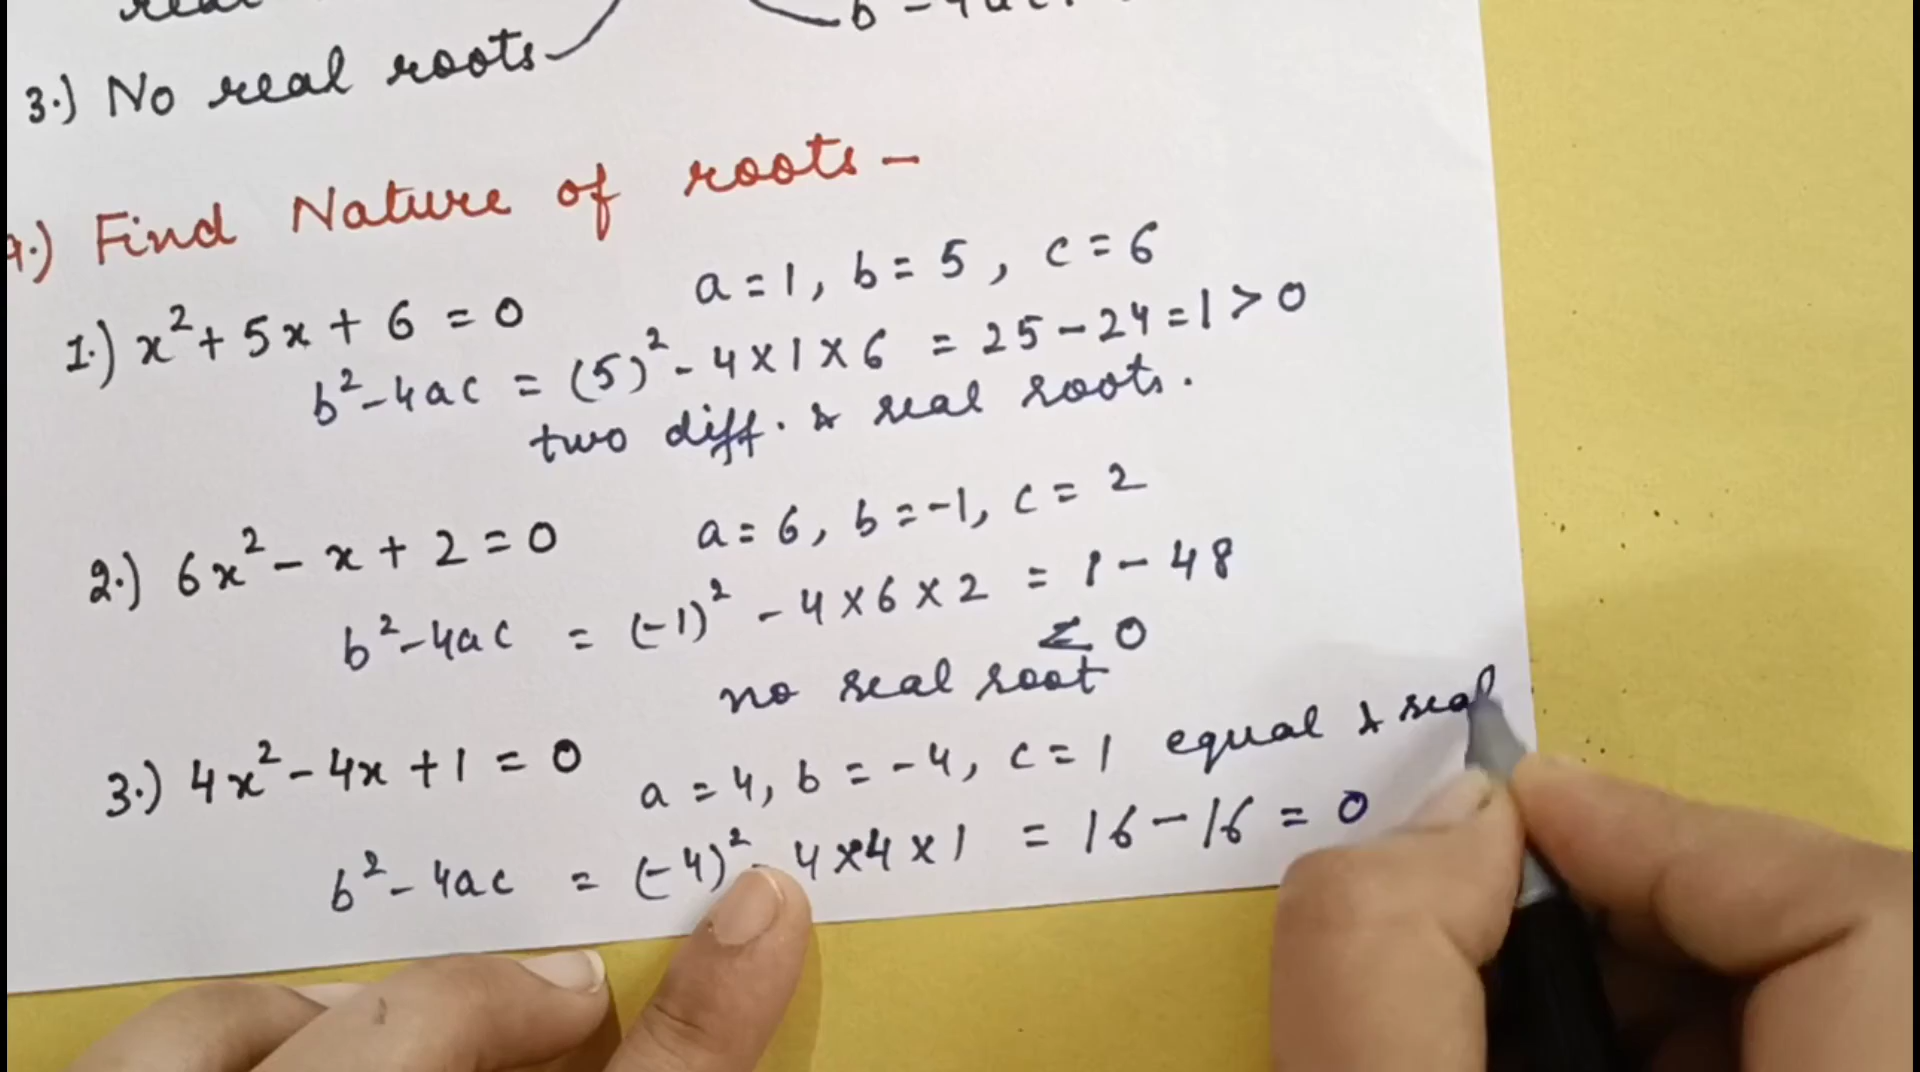 3.) No real roots
b - 4ac
.) Find Nature of roots -
1.) x² + 5x + 6 = 0
a = 1, b = 5, c = 6
b² - 4ac = (5)² - 4 × 1 × 6 = 25 - 24 = 1 > 0
two diff. & real roots.
2.) 6x² - x + 2 = 0
a = 6, b = -1, c = 2
b² - 4ac = (-1)² - 4 × 6 × 2 = 1 - 48
< 0
no real root
3.) 4x² - 4x + 1 = 0
a = 4, b = -4, c = 1 equal & real
b² - 4ac = (-4)² - 4 × 4 × 1 = 16 - 16 = 0